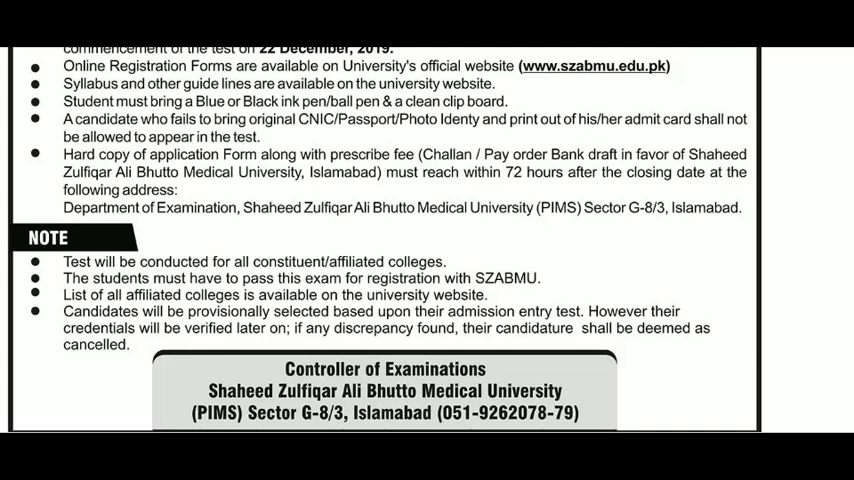 commencement of the test on 22 December, 2019.
Online Registration Forms are available on University's official website (www.szabmu.edu.pk)
Syllabus and other guide lines are available on the university website.
Student must bring a Blue or Black ink pen/ball pen & a clean clip board.
A candidate who fails to bring original CNIC/Passport/Photo Identy and print out of his/her admit card shall not
be allowed to appear in the test.
Hard copy of application Form along with prescribe fee (Challan / Pay order Bank draft in favor of Shaheed
Zulfiqar Ali Bhutto Medical University, Islamabad) must reach within 72 hours after the closing date at the
following address:
Department of Examination, Shaheed Zulfiqar Ali Bhutto Medical University (PIMS) Sector G-8/3, Islamabad.
NOTE
Test will be conducted for all constituent/affiliated colleges.
The students must have to pass this exam for registration with SZABMU.
List of all affiliated colleges is available on the university website.
Candidates will be provisionally selected based upon their admission entry test. However their
credentials will be verified later on; if any discrepancy found, their candidature shall be deemed as
cancelled.
Controller of Examinations
Shaheed Zulfiqar Ali Bhutto Medical University
(PIMS) Sector G-8/3, Islamabad (051-9262078-79)